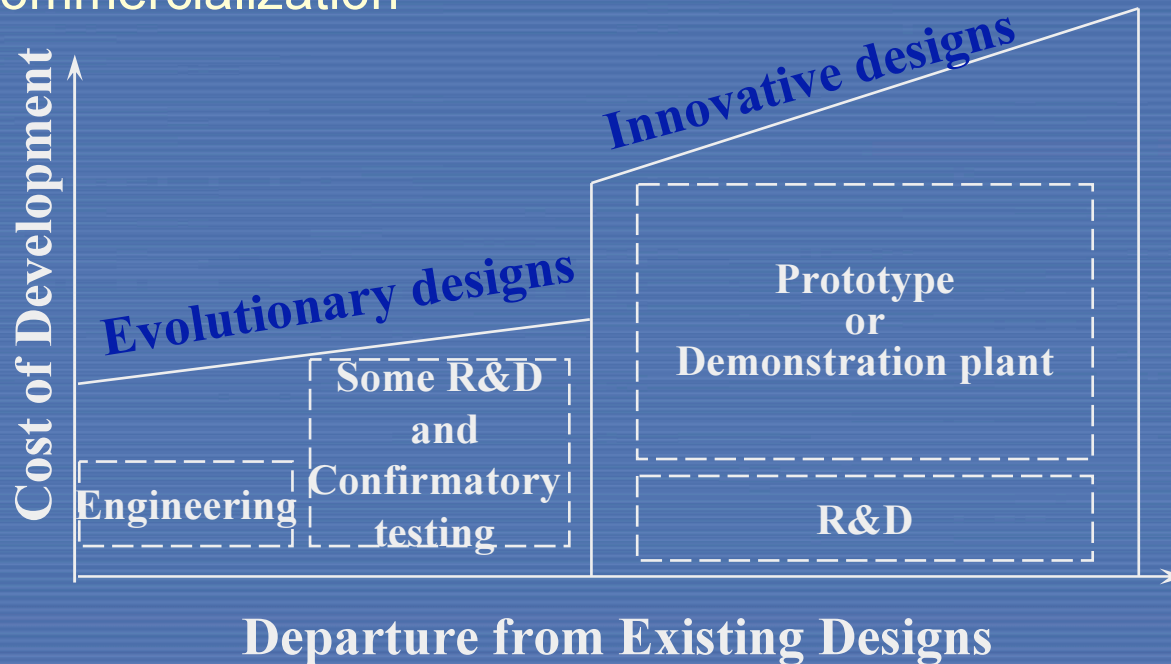 ommercialization
Cost of Development
Innovative designs
Evolutionary designs
Prototype
or
Demonstration plant
Some R&D
and
Confirmatory
testing
Engineering
R&D
Departure from Existing Designs